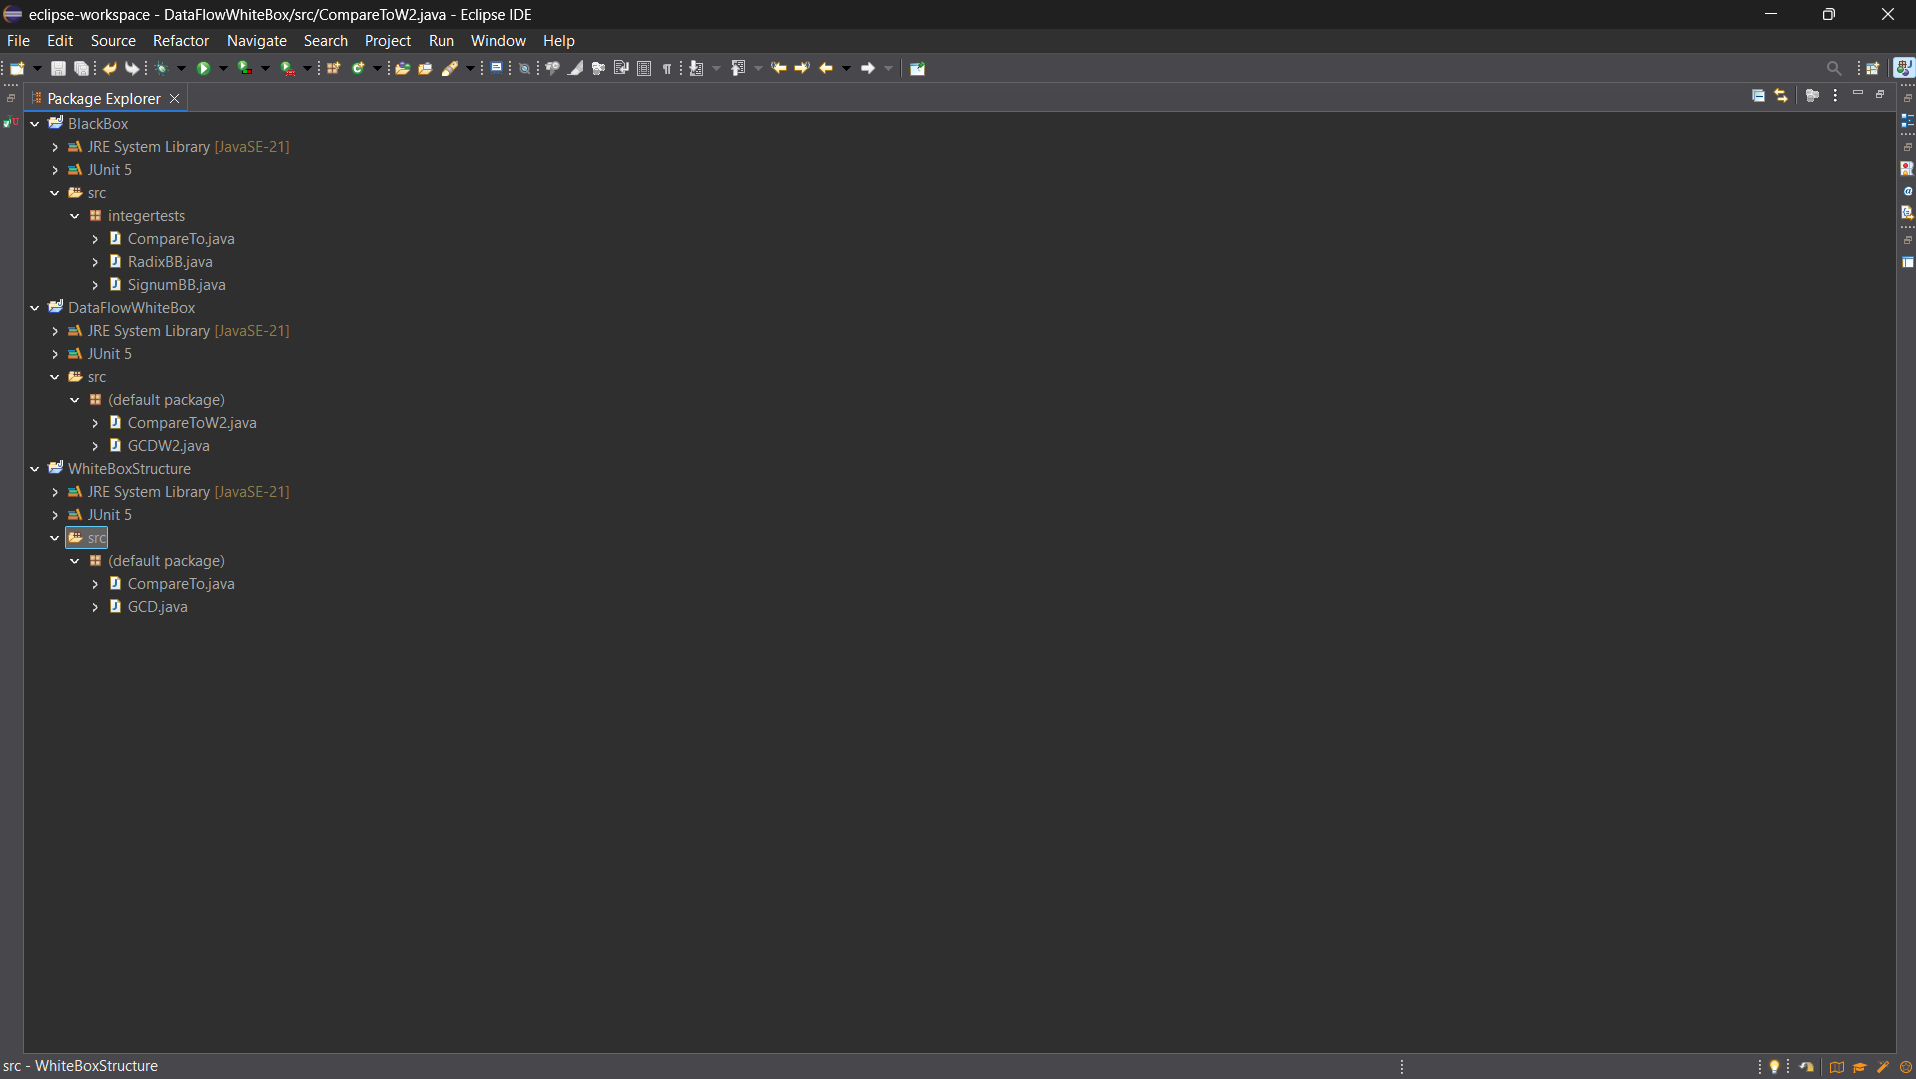 eclipse-workspace - DataFlowWhiteBox/src/CompareToW2.java - Eclipse IDE
File Edit Source Refactor Navigate Search Project Run Window Help
Package Explorer
BlackBox
JRE System Library [JavaSE-21]
JUnit 5
src
integertests
CompareTo.java
RadixBB.java
SignumBB.java
DataFlowWhiteBox
JRE System Library [JavaSE-21]
JUnit 5
src
(default package)
CompareToW2.java
GCDW2.java
WhiteBoxStructure
JRE System Library [JavaSE-21]
JUnit 5
src
(default package)
CompareTo.java
GCD.java
src - WhiteBoxStructure